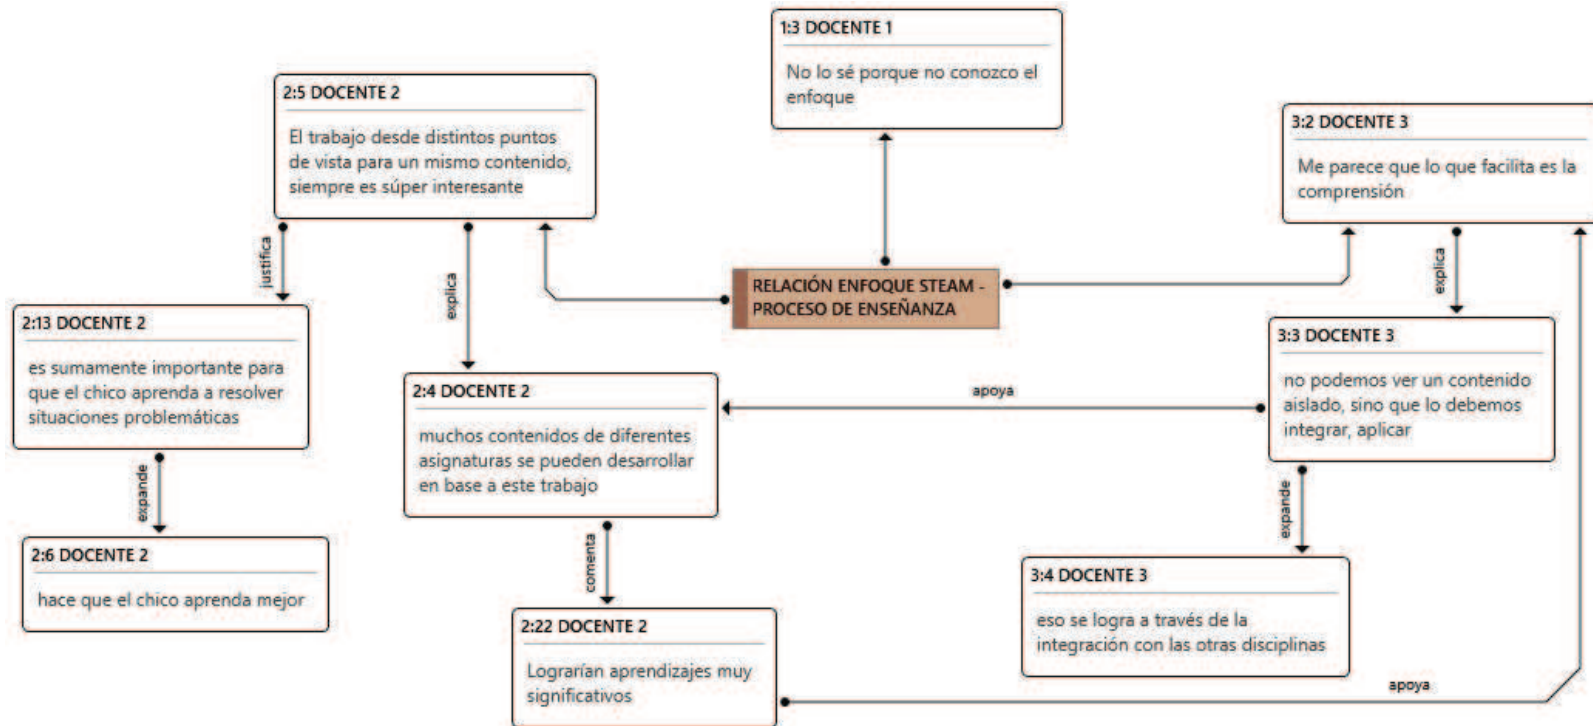 1:3 DOCENTE 1
No lo sé porque no conozco el
enfoque
2:5 DOCENTE 2
El trabajo desde distintos puntos
de vista para un mismo contenido,
siempre es súper interesante
3:2 DOCENTE 3
Me parece que lo que facilita es la
comprensión
justifica
explica
explica
RELACIÓN ENFOQUE STEAM -
PROCESO DE ENSEÑANZA
2:13 DOCENTE 2
es sumamente importante para
que el chico aprenda a resolver
situaciones problemáticas
3:3 DOCENTE 3
no podemos ver un contenido
aislado, sino que lo debemos
integrar, aplicar
2:4 DOCENTE 2
muchos contenidos de diferentes
asignaturas se pueden desarrollar
en base a este trabajo
apoya
expande
expande
2:6 DOCENTE 2
hace que el chico aprenda mejor
comenta
3:4 DOCENTE 3
eso se logra a través de la
integración con las otras disciplinas
2:22 DOCENTE 2
Lograrían aprendizajes muy
significativos
apoya